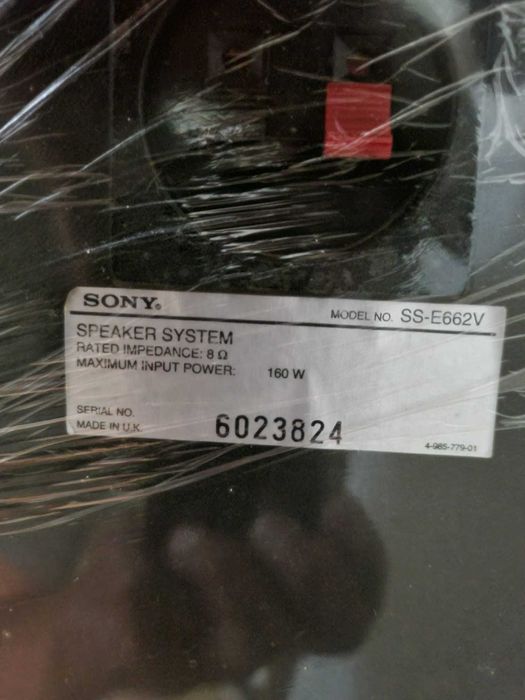 SONY®
MODEL NO. SS-E662V
SPEAKER SYSTEM
RATED IMPEDANCE: 8 Ω
MAXIMUM INPUT POWER: 160 W
SERIAL NO. 6023824
MADE IN U.K.
4-985-779-01